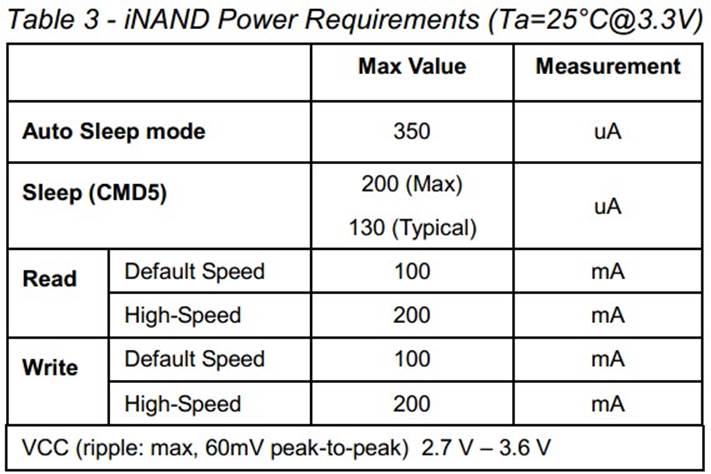 Table 3 - iNAND Power Requirements (Ta=25°C@3.3V)
Max Value Measurement
Auto Sleep mode 350 uA
Sleep (CMD5) 200 (Max) uA
130 (Typical)
Read Default Speed 100 mA
High-Speed 200 mA
Write Default Speed 100 mA
High-Speed 200 mA
VCC (ripple: max, 60mV peak-to-peak) 2.7 V – 3.6 V